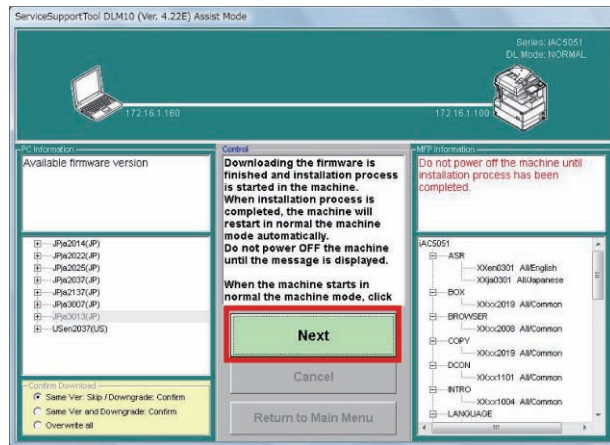 ServiceSupportTool DLM10 (Ver. 4.22E) Assist Mode
Series: iAC5051
DL Mode: NORMAL
172.16.1.160
172.16.1.100
PC Information
Available firmware version
JPja2014(JP)
JPja2022(JP)
JPja2025(JP)
JPja2037(JP)
JPja2137(JP)
JPja3007(JP)
JPja3013(JP)
USen2037(US)
Confirm Download
Same Ver: Skip / Downgrade: Confirm
Same Ver and Downgrade: Confirm
Overwrite all
Control
Downloading the firmware is
finished and installation process
is started in the machine.
When installation process is
completed, the machine will
restart in normal the machine
mode automatically.
Do not power OFF the machine
until the message is displayed.
When the machine starts in
normal the machine mode, click
Next
Cancel
Return to Main Menu
MFP Information
Do not power off the machine until
installation process has been
completed.
iAC5051
ASR
XXen0301 All/English
XXja0301 All/Japanese
BOX
XXxx2019 All/Common
BROWSER
XXxx2008 All/Common
COPY
XXxx2019 All/Common
DCON
XXxx1101 All/Common
INTRO
XXxx1004 All/Common
LANGUAGE